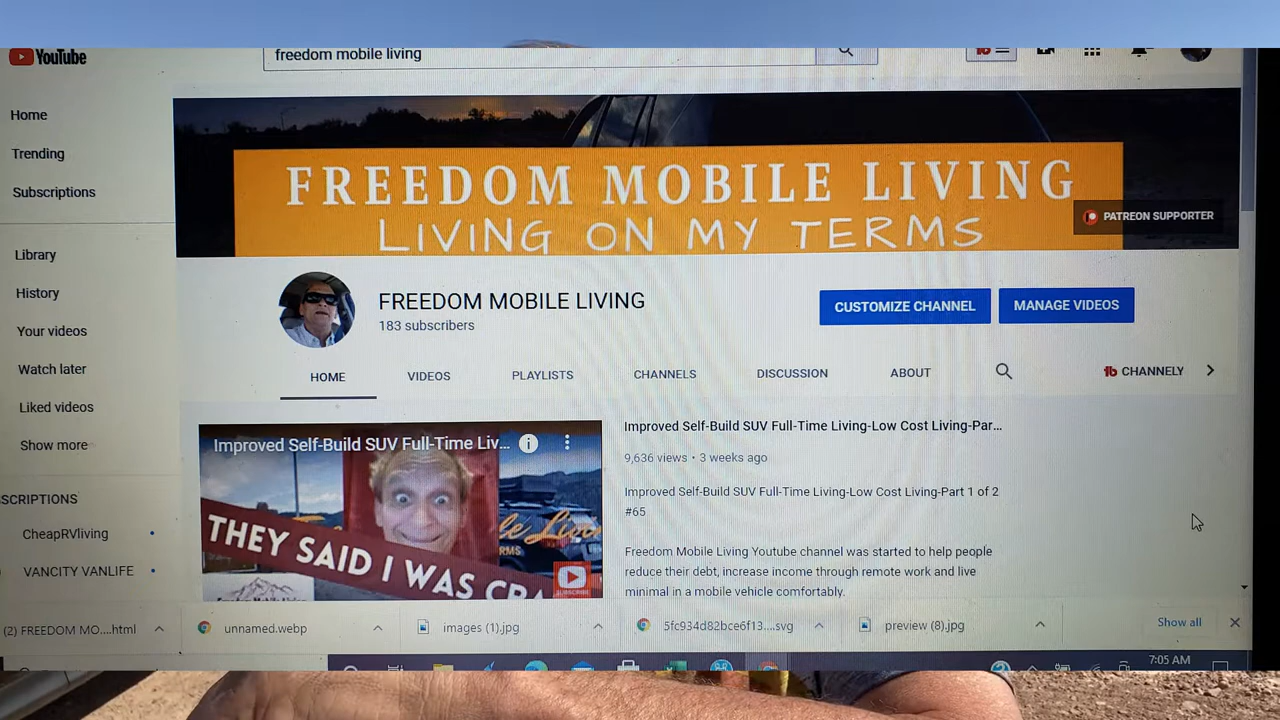 YouTube
freedom mobile living
Home
Trending
Subscriptions
Library
History
Your videos
Watch later
Liked videos
Show more
SCRIPTIONS
CheapRVliving
VANCITY VANLIFE
FREEDOM MOBILE LIVING
LIVING ON MY TERMS
PATREON SUPPORTER
FREEDOM MOBILE LIVING
183 subscribers
CUSTOMIZE CHANNEL
MANAGE VIDEOS
HOME VIDEOS PLAYLISTS CHANNELS DISCUSSION ABOUT CHANNELY
Improved Self-Build SUV Full-Time Liv...
THEY SAID I WAS CRA
RMS
SUBSCRIBE
Improved Self-Build SUV Full-Time Living-Low Cost Living-Par...
9,636 views • 3 weeks ago
Improved Self-Build SUV Full-Time Living-Low Cost Living-Part 1 of 2
#65
Freedom Mobile Living Youtube channel was started to help people
reduce their debt, increase income through remote work and live
minimal in a mobile vehicle comfortably.
(2) FREEDOM MO....html
unnamed.webp
images (1).jpg
5fc934d82bce6f13....svg
preview (8).jpg
Show all
7:05 AM